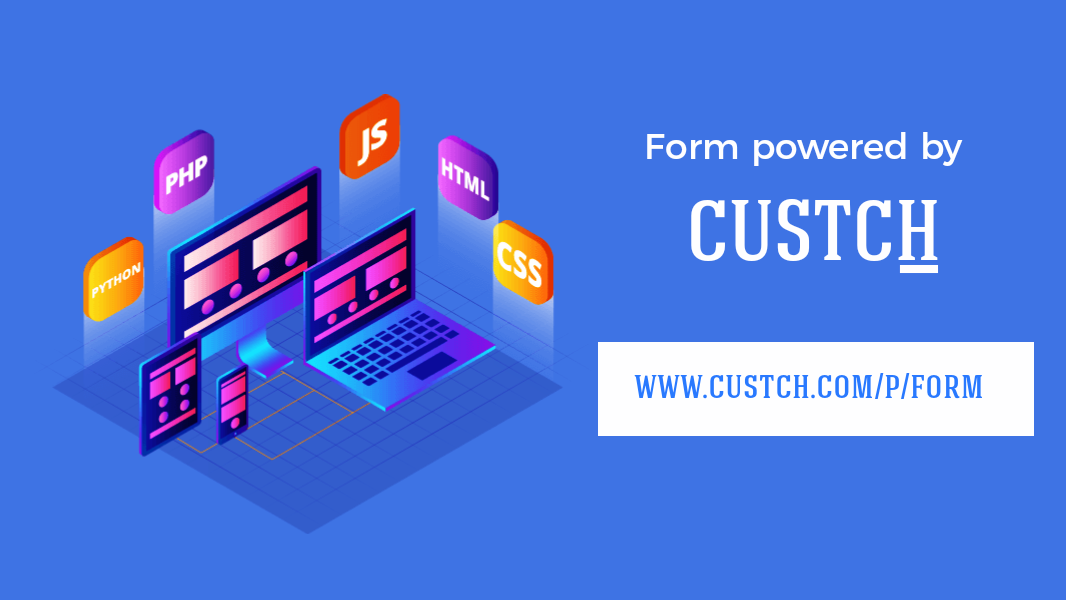 PHP
JS
HTML
PYTHON
CSS
Form powered by
CUSTCH
WWW.CUSTCH.COM/P/FORM